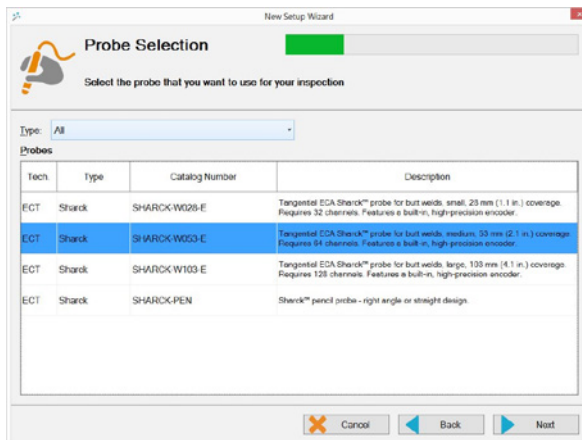 New Setup Wizard
Probe Selection
Select the probe that you want to use for your inspection
Type: All
Probes
Tech. Type Catalog Number Description
ECT Sharck SHARCK-W028-E Tangential ECA Sharck™ probe for butt welds, small, 28 mm (1.1 in.) coverage.
Requires 32 channels. Features a built-in, high-precision encoder.
ECT Sharck SHARCK-W053-E Tangential ECA Sharck™ probe for butt welds, medium, 53 mm (2.1 in.) coverage.
Requires 64 channels. Features a built-in, high-precision encoder.
ECT Sharck SHARCK-W103-E Tangential ECA Sharck™ probe for butt welds, large, 103 mm (4.1 in.) coverage.
Requires 128 channels. Features a built-in, high-precision encoder.
ECT Sharck SHARCK-PEN Sharck™ pencil probe - right angle or straight design.
Cancel Back Next